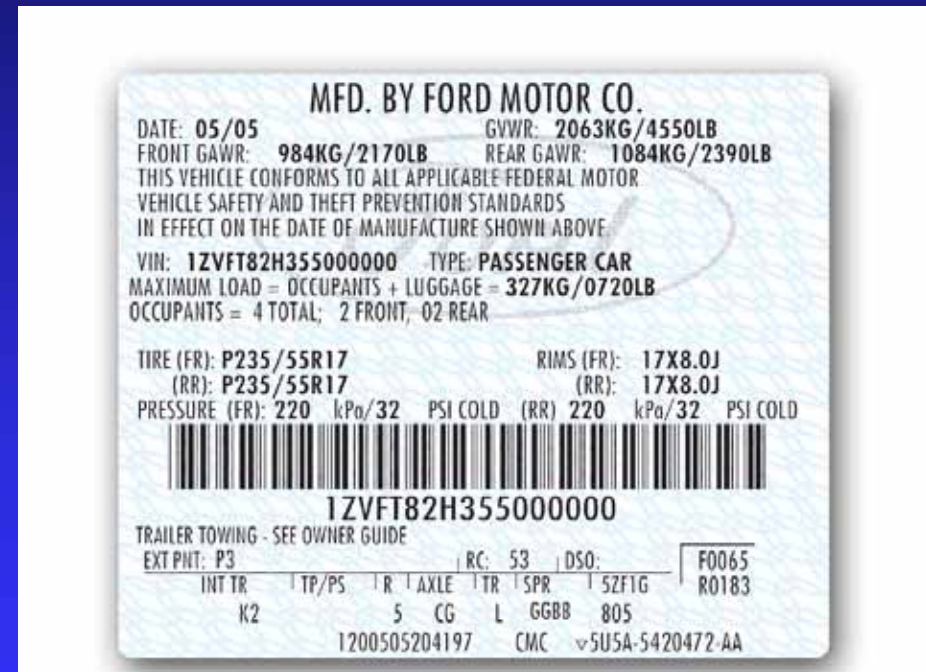 MFD. BY FORD MOTOR CO.
DATE: 05/05 GVWR: 2063KG/4550LB
FRONT GAWR: 984KG/2170LB REAR GAWR: 1084KG/2390LB
THIS VEHICLE CONFORMS TO ALL APPLICABLE FEDERAL MOTOR
VEHICLE SAFETY AND THEFT PREVENTION STANDARDS
IN EFFECT ON THE DATE OF MANUFACTURE SHOWN ABOVE.
VIN: 1ZVFT82H355000000 TYPE: PASSENGER CAR
MAXIMUM LOAD = OCCUPANTS + LUGGAGE = 327KG/0720LB
OCCUPANTS = 4 TOTAL; 2 FRONT, 02 REAR
TIRE (FR): P235/55R17 RIMS (FR): 17X8.0J
(RR): P235/55R17 (RR): 17X8.0J
PRESSURE (FR): 220 kPa/32 PSI COLD (RR) 220 kPa/32 PSI COLD
1ZVFT82H355000000
TRAILER TOWING - SEE OWNER GUIDE
EXT PNT: P3 RC: 53 DSO: F0065
INT TR TP/PS R AXLE TR SPR 5ZF1G R0183
K2 5 CG L GGBB 805
1200505204197 CMC ▿5U5A-5420472-AA